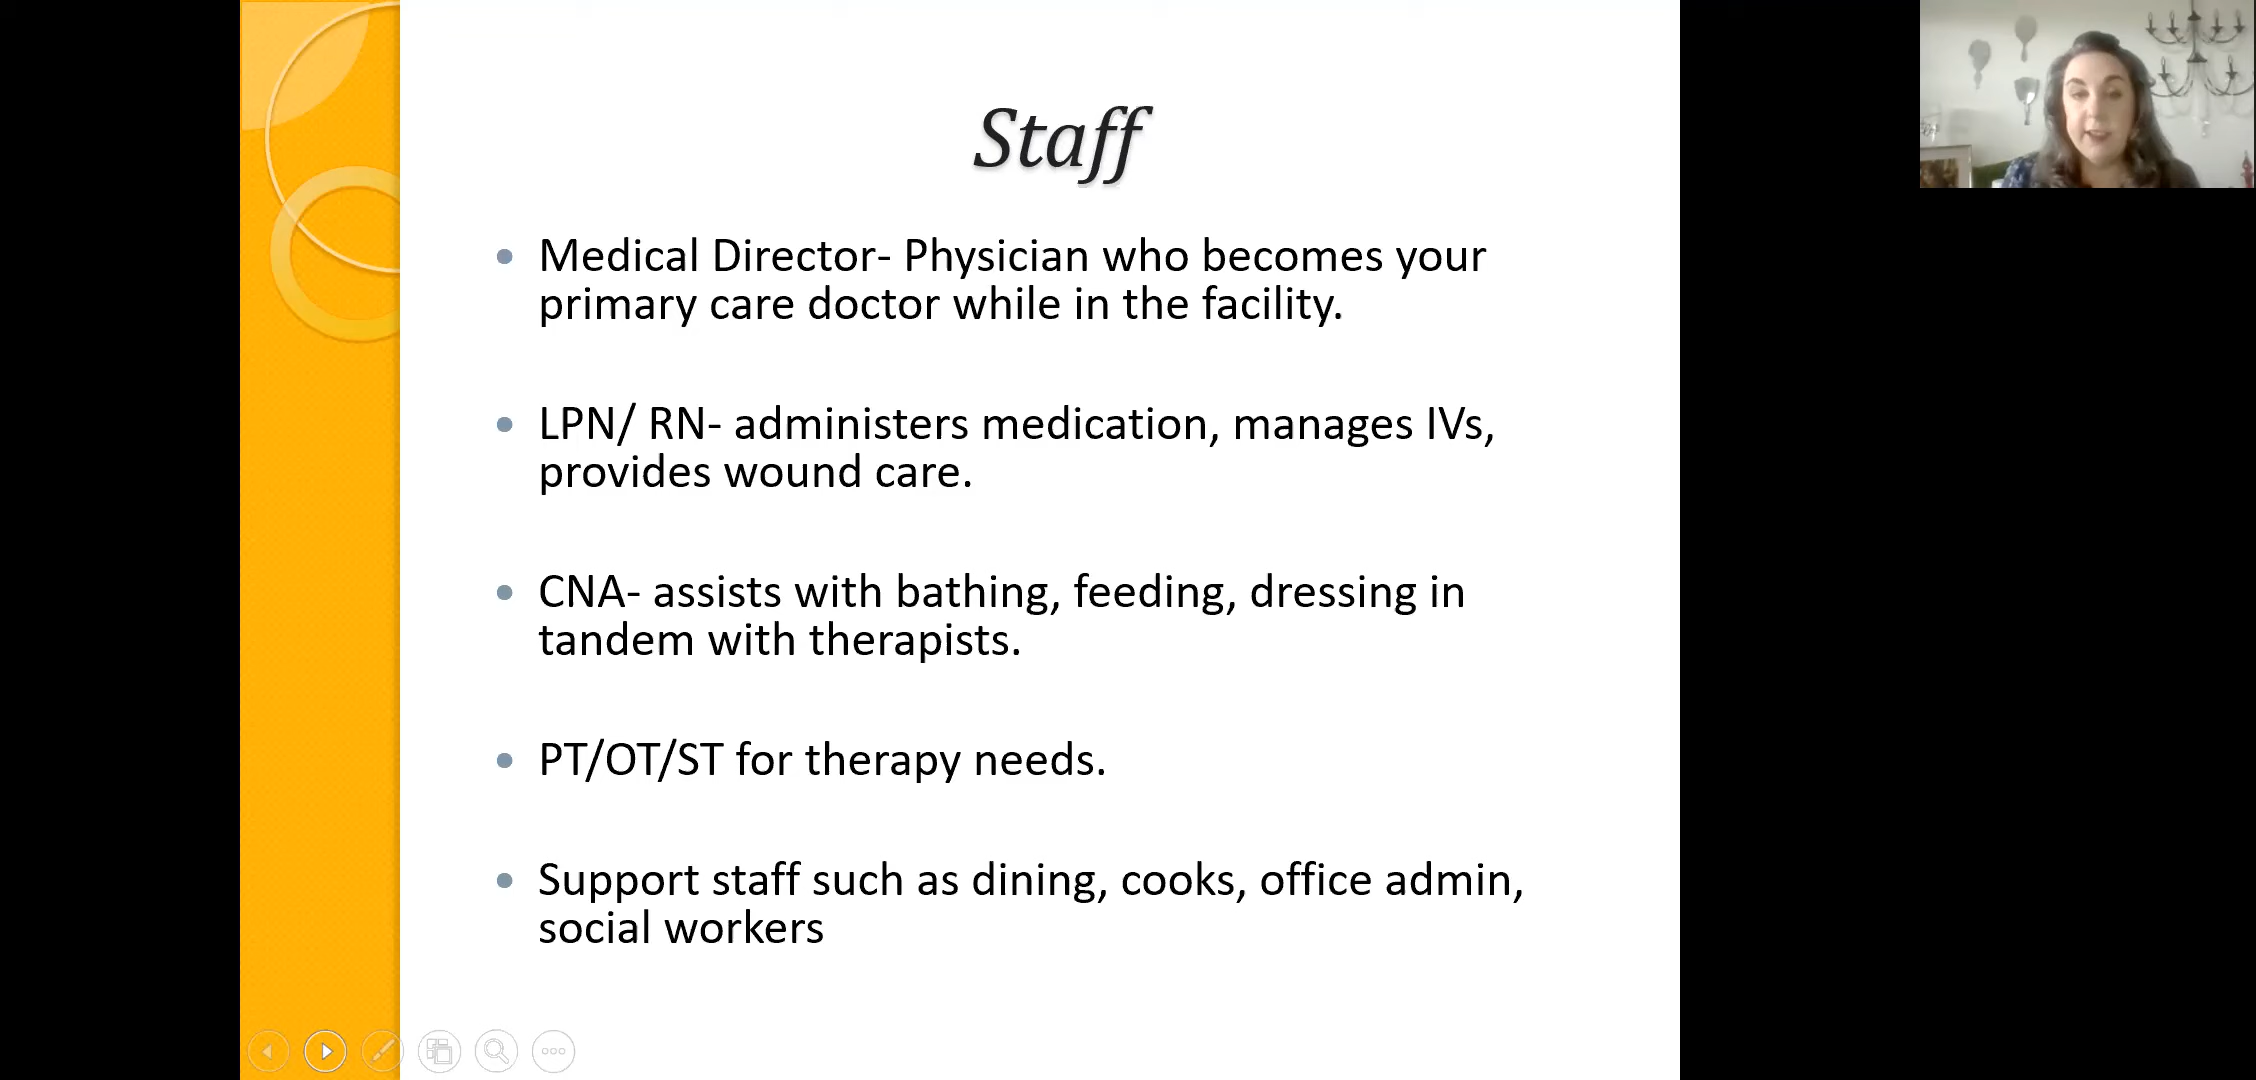 Staff
Medical Director- Physician who becomes your
primary care doctor while in the facility.
LPN/ RN- administers medication, manages IVs,
provides wound care.
CNA- assists with bathing, feeding, dressing in
tandem with therapists.
PT/OT/ST for therapy needs.
Support staff such as dining, cooks, office admin,
social workers